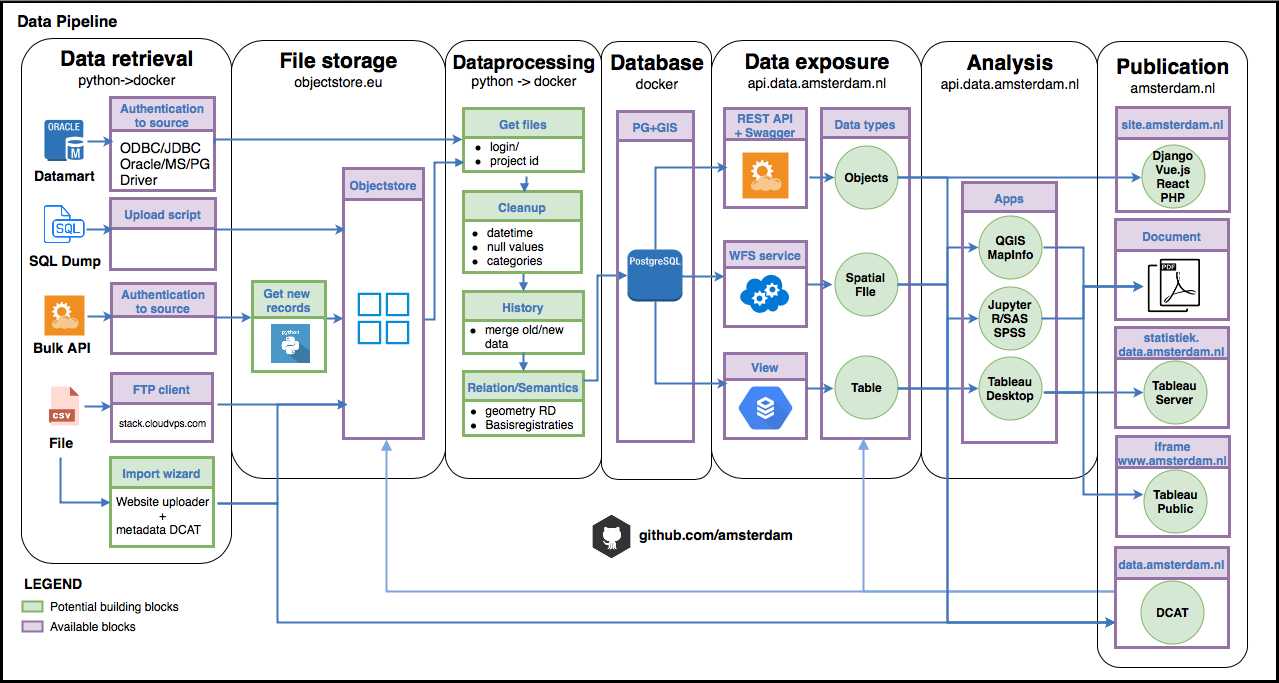 Data Pipeline
Data retrieval
python->docker
ORACLE
Datamart
Authentication
to source
ODBC/JDBC
Oracle/MS/PG
Driver
SQL
SQL Dump
Upload script
Bulk API
Authentication
to source
CSV
File
FTP client
stack.cloudvps.com
Import wizard
Website uploader
+
metadata DCAT
File storage
objectstore.eu
Get new
records
python
Objectstore
Dataprocessing
python -> docker
Get files
• login/
• project id
Cleanup
• datetime
• null values
• categories
History
• merge old/new
data
Relation/Semantics
• geometry RD
• Basisregistraties
Database
docker
PG+GIS
PostgreSQL
Data exposure
api.data.amsterdam.nl
REST API
+ Swagger
WFS service
View
Data types
Objects
Spatial
FIle
Table
Analysis
api.data.amsterdam.nl
Apps
QGIS
MapInfo
Jupyter
R/SAS
SPSS
Tableau
Desktop
Publication
amsterdam.nl
site.amsterdam.nl
Django
Vue.js
React
PHP
Document
PDF
statistiek.
data.amsterdam.nl
Tableau
Server
iframe
www.amsterdam.nl
Tableau
Public
data.amsterdam.nl
DCAT
github.com/amsterdam
LEGEND
Potential building blocks
Available blocks